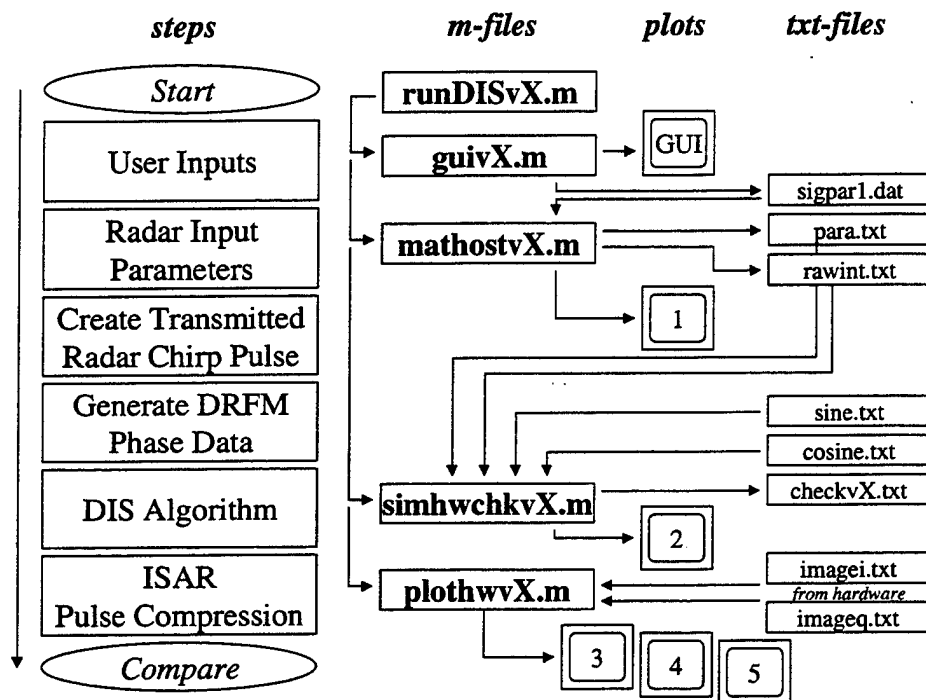 steps m-files plots txt-files
Start
runDISvX.m
User Inputs
guivX.m
GUI
sigpar1.dat
Radar Input
Parameters
mathostvX.m
para.txt
rawint.txt
Create Transmitted
Radar Chirp Pulse
1
Generate DRFM
Phase Data
sine.txt
cosine.txt
DIS Algorithm
simhwchkvX.m
checkvX.txt
2
ISAR
Pulse Compression
plothwvX.m
imagei.txt
from hardware
imageq.txt
Compare
3 4 5